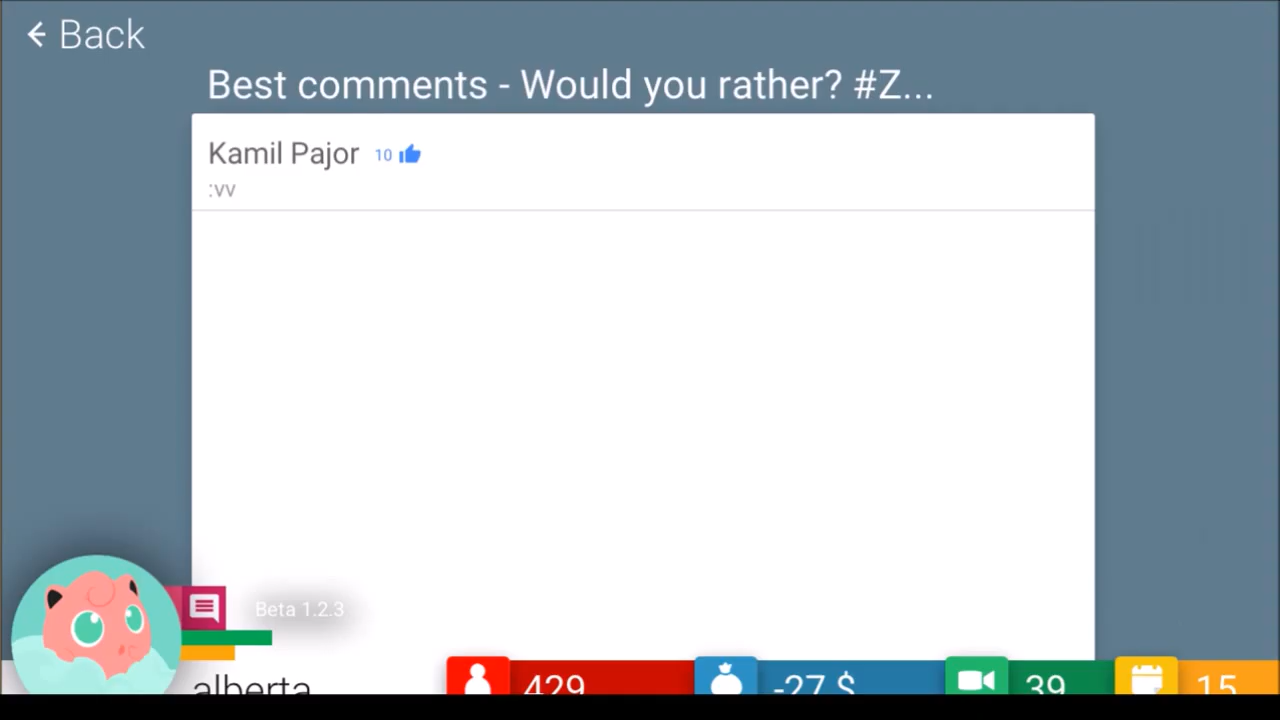 Back
Best comments - Would you rather? #Z...
Kamil Pajor 10
:vv
Beta 1.2.3
alberta
429
-27 $
39
15